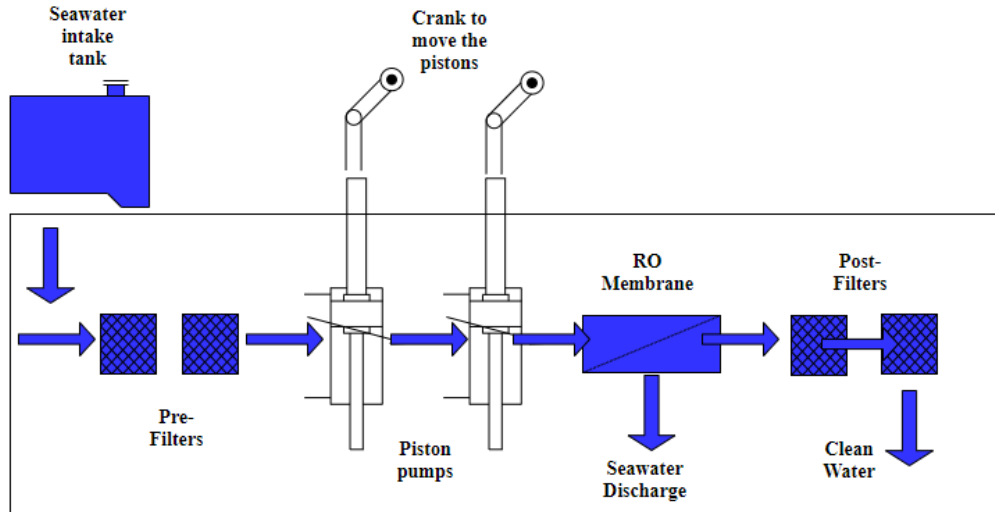 Seawater
intake
tank
Crank to
move the
pistons
RO
Membrane
Post-
Filters
Pre-
Filters
Piston
pumps
Seawater
Discharge
Clean
Water